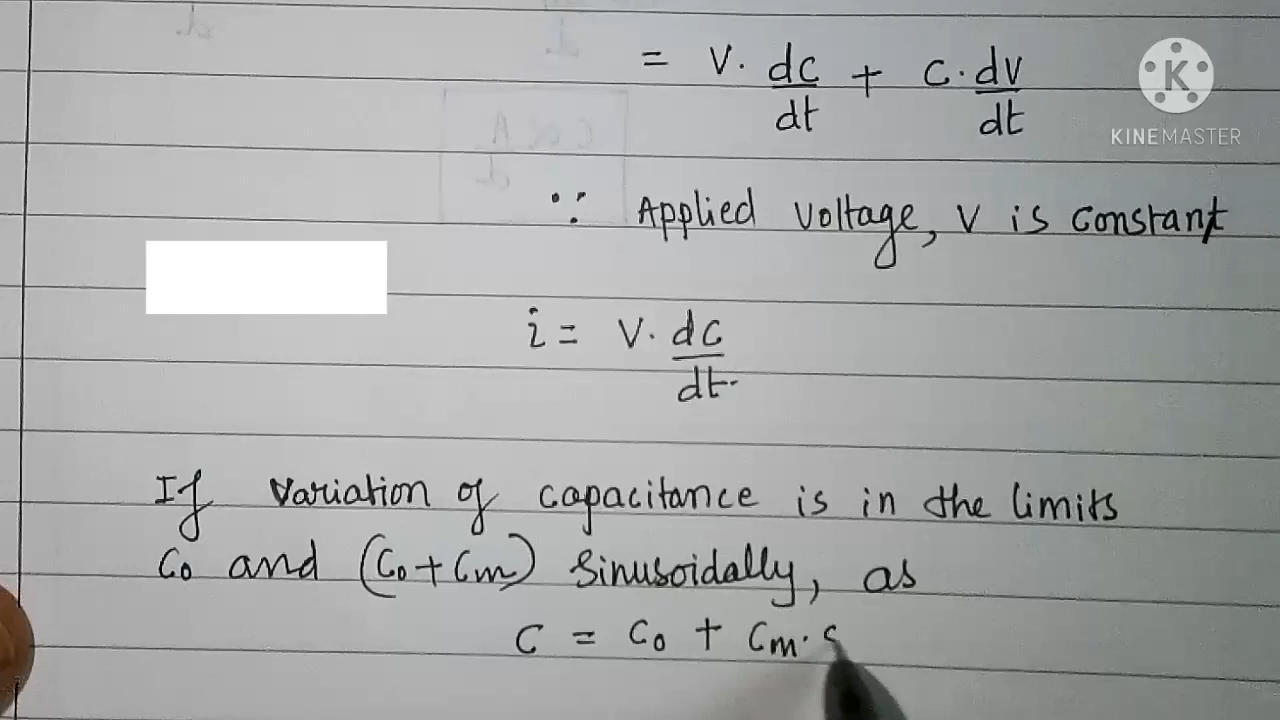 = V. dc/dt + C. dv/dt
KINEMASTER
∵ Applied Voltage, V is constant
i = V. dc/dt.
If variation of capacitance is in the limits
C₀ and (C₀ + Cm) Sinusoidally, as
C = C₀ + Cm. s